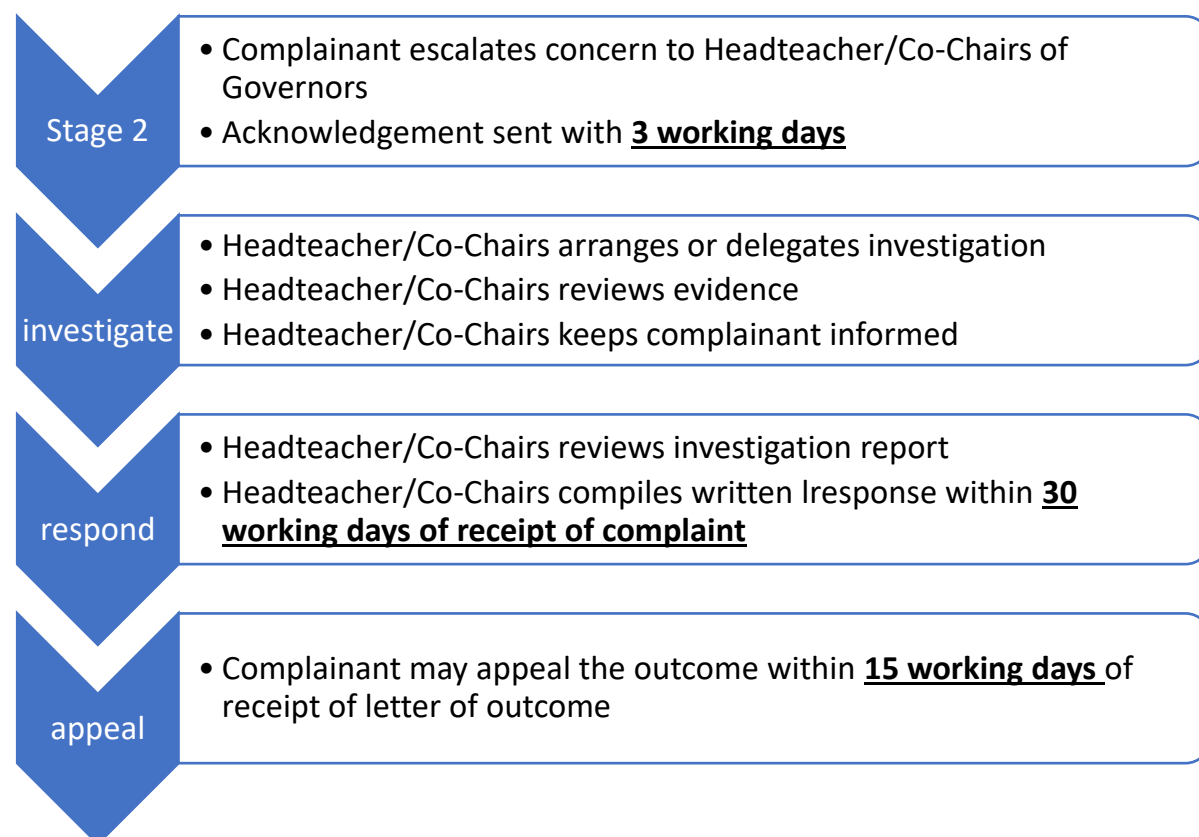 Stage 2
• Complainant escalates concern to Headteacher/Co-Chairs of
Governors
• Acknowledgement sent with 3 working days
investigate
• Headteacher/Co-Chairs arranges or delegates investigation
• Headteacher/Co-Chairs reviews evidence
• Headteacher/Co-Chairs keeps complainant informed
respond
• Headteacher/Co-Chairs reviews investigation report
• Headteacher/Co-Chairs compiles written lresponse within 30
working days of receipt of complaint
appeal
• Complainant may appeal the outcome within 15 working days of
receipt of letter of outcome